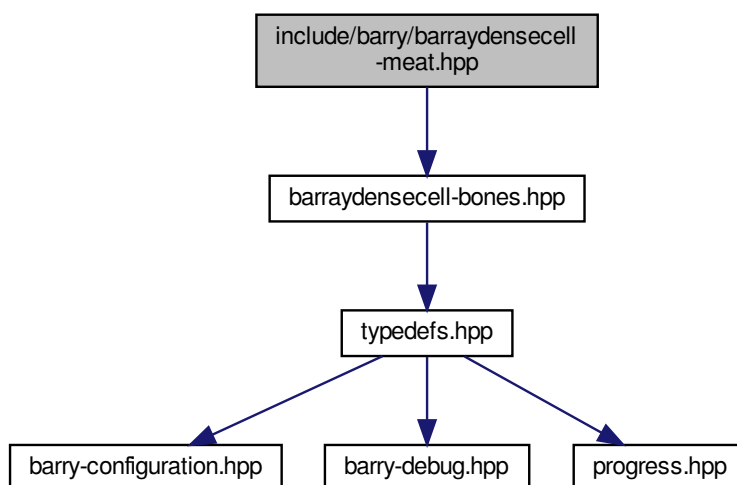 include/barry/barraydensecell
-meat.hpp
barraydensecell-bones.hpp
typedefs.hpp
barry-configuration.hpp
barry-debug.hpp
progress.hpp